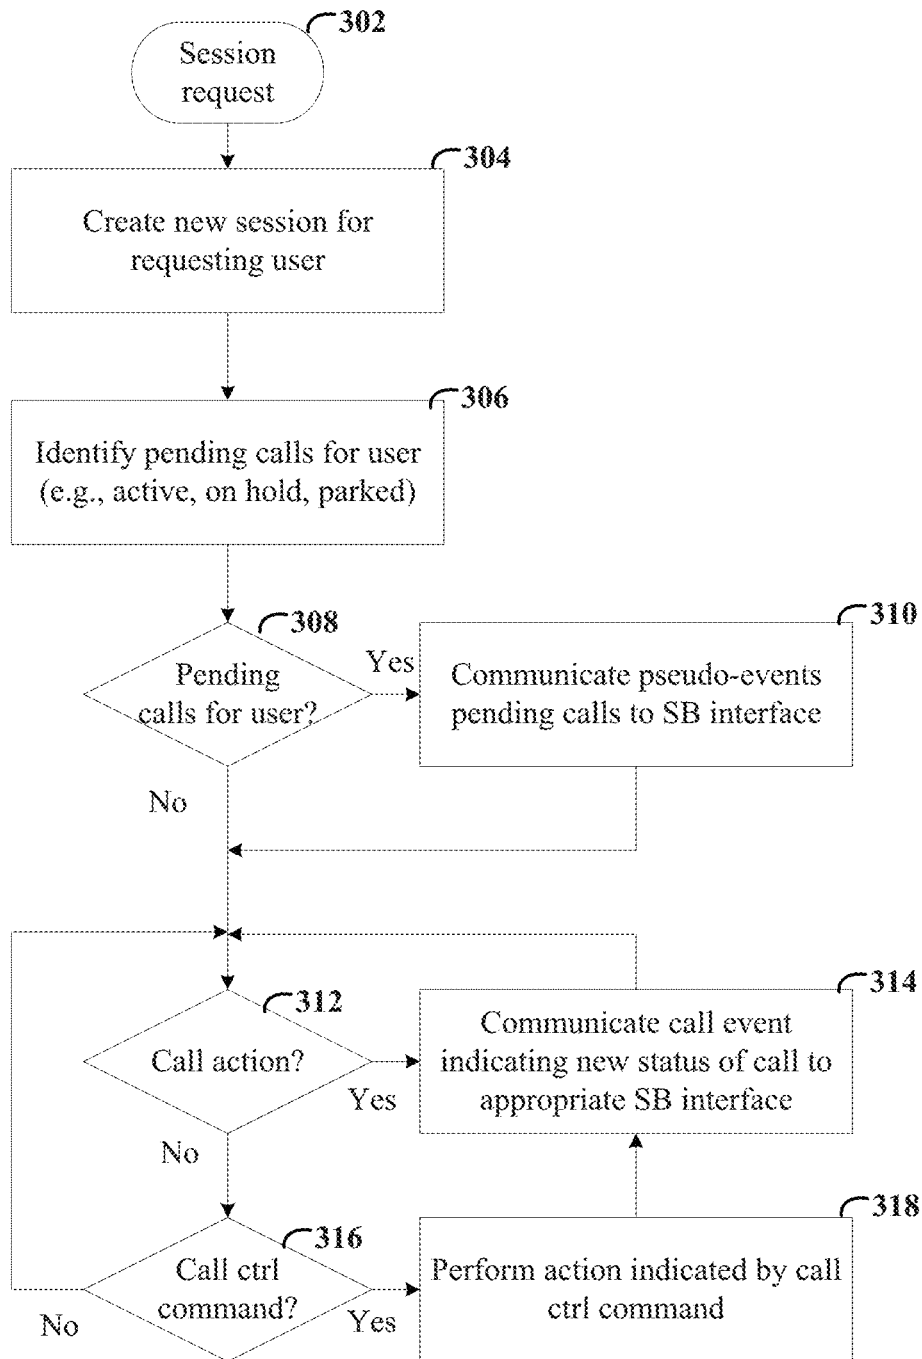 302
Session
request
304
Create new session for
requesting user
306
Identify pending calls for user
(e.g., active, on hold, parked)
308
Pending
calls for user?
Yes
No
310
Communicate pseudo-events
pending calls to SB interface
312
Call action?
Yes
No
314
Communicate call event
indicating new status of call to
appropriate SB interface
316
Call ctrl
command?
No
Yes
318
Perform action indicated by call
ctrl command